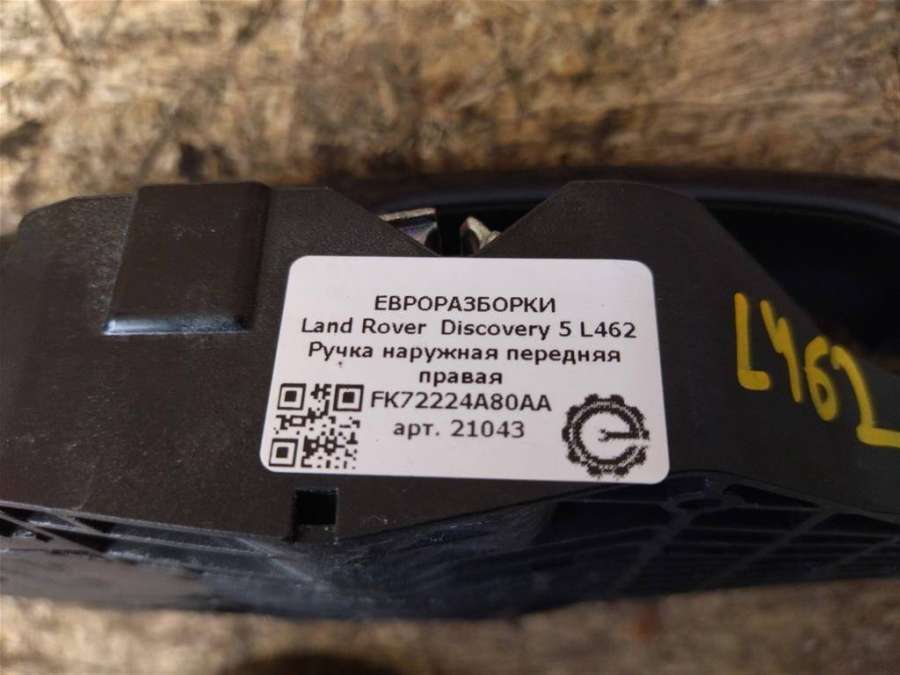 ЕВРОРАЗБОРКИ
Land Rover Discovery 5 L462
Ручка наружная передняя
правая
FK72224A80AA
арт. 21043
L462